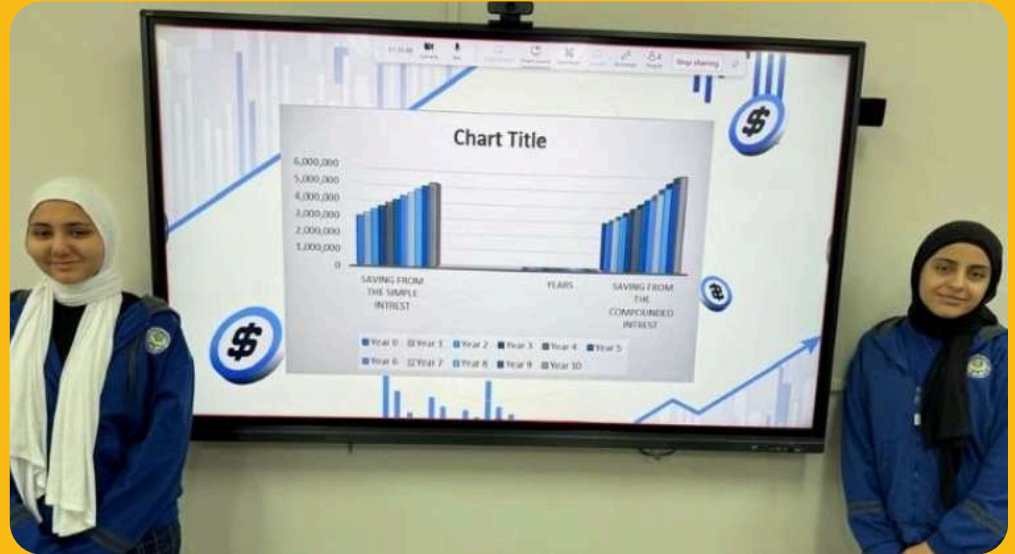 Stop sharing
Chart Title
6,000,000
5,000,000
4,000,000
3,000,000
2,000,000
1,000,000
0
SAVING FROM
THE SIMPLE
INTREST
YEARS
SAVING FROM
THE
COMPOUNDED
INTREST
Year 0 Year 1 Year 2 Year 3 Year 4 Year 5
Year 6 Year 7 Year 8 Year 9 Year 10
$
$
$